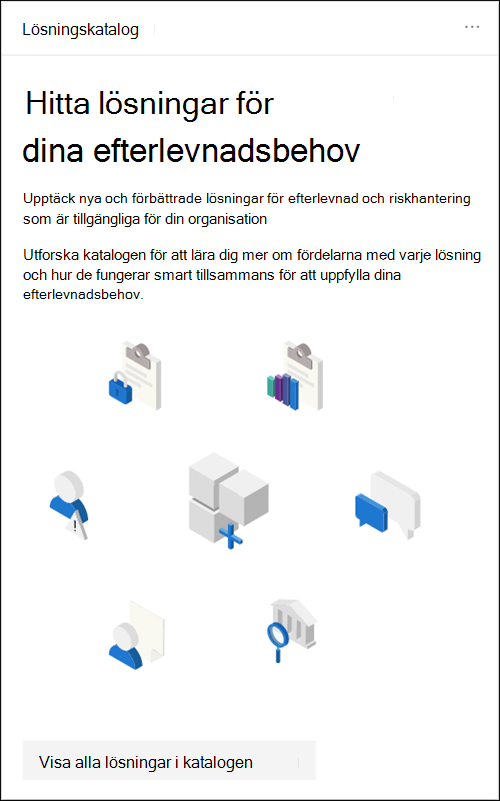 Lösningskatalog
Hitta lösningar för
dina efterlevnadsbehov
Upptäck nya och förbättrade lösningar för efterlevnad och riskhantering
som är tillgängliga för din organisation
Utforska katalogen för att lära dig mer om fördelarna med varje lösning
och hur de fungerar smart tillsammans för att uppfylla dina
efterlevnadsbehov.
Visa alla lösningar i katalogen